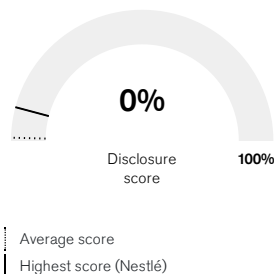 0%
Disclosure
score
100%
Average score
Highest score (Nestlé)